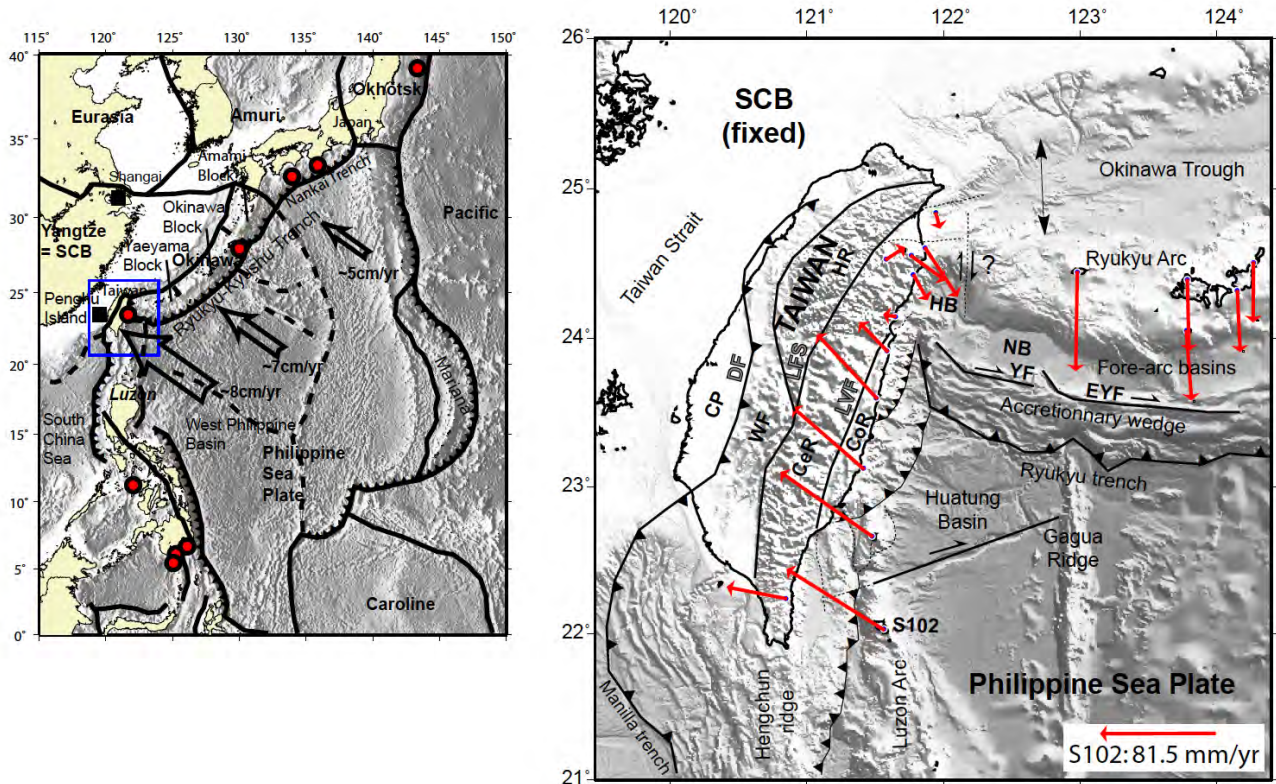 115° 120° 125° 130° 135° 140° 145° 150°
40°
35°
30°
25°
20°
15°
10°
5°
0°
Okhotsk
Japan
Eurasia
Amuri
Amami
Block
Shangai
Nankai Trench
Okinawa
Block
Pacific
Yangtze
= SCB
Yaeyama
Block
Okinawa
Ryukyu-Kyushu Trench
~5cm/yr
Taiwan
Penghu
Island
~7cm/yr
~8cm/yr
Mariana
Luzon
South
China
Sea
West Philippine
Basin
Philippine
Sea
Plate
Caroline
120° 121° 122° 123° 124°
26°
25°
24°
23°
22°
21°
SCB
(fixed)
Okinawa Trough
Taiwan Strait
TAIWAN
HR
?
Ryukyu Arc
HB
DF
LFS
NB
YF
Fore-arc basins
EYF
CP
WF
LVF
CoR
CeR
Accretionnary wedge
Ryukyu trench
Huatung
Basin
Gagua
Ridge
S102
Manilla trench
Hengchun
ridge
Luzon Arc
Philippine Sea Plate
S102: 81.5 mm/yr